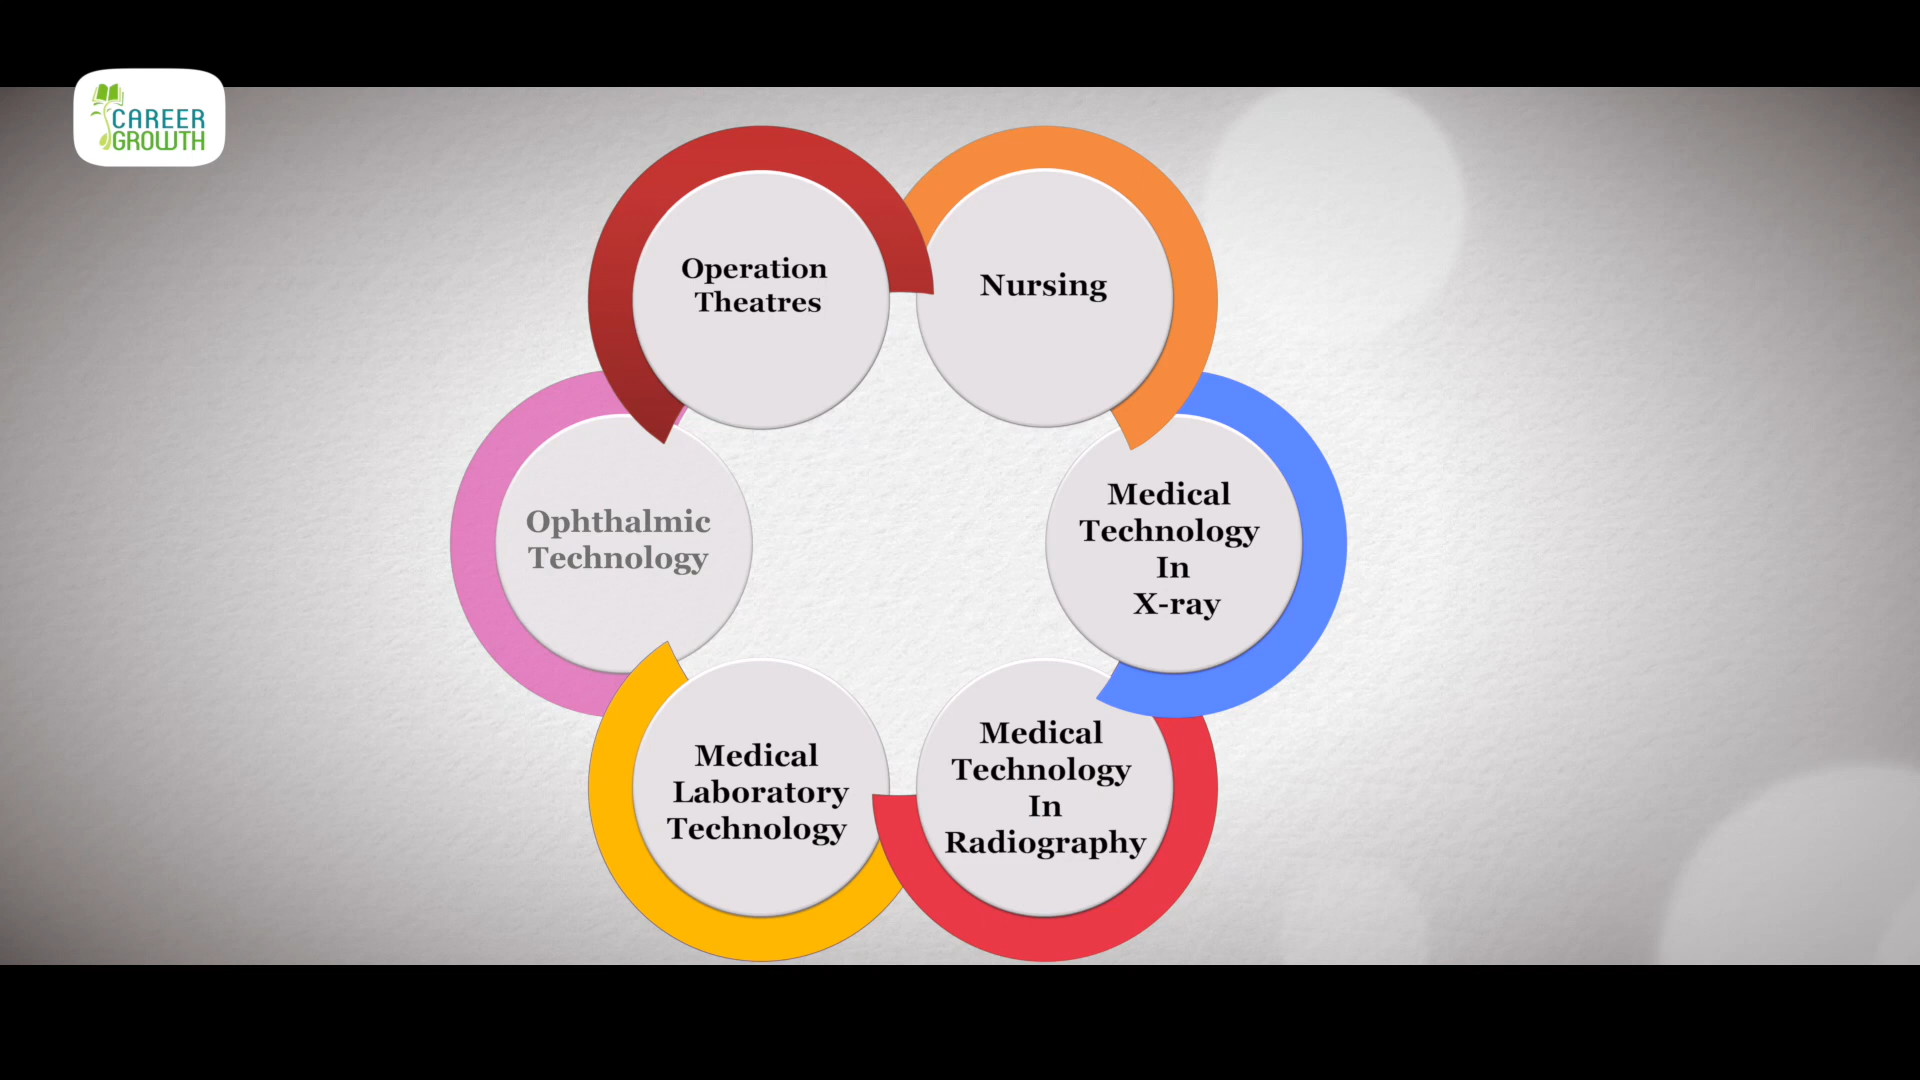 CAREER
GROWTH
Operation
Theatres
Nursing
Ophthalmic
Technology
Medical
Technology
In
X-ray
Medical
Laboratory
Technology
Medical
Technology
In
Radiography